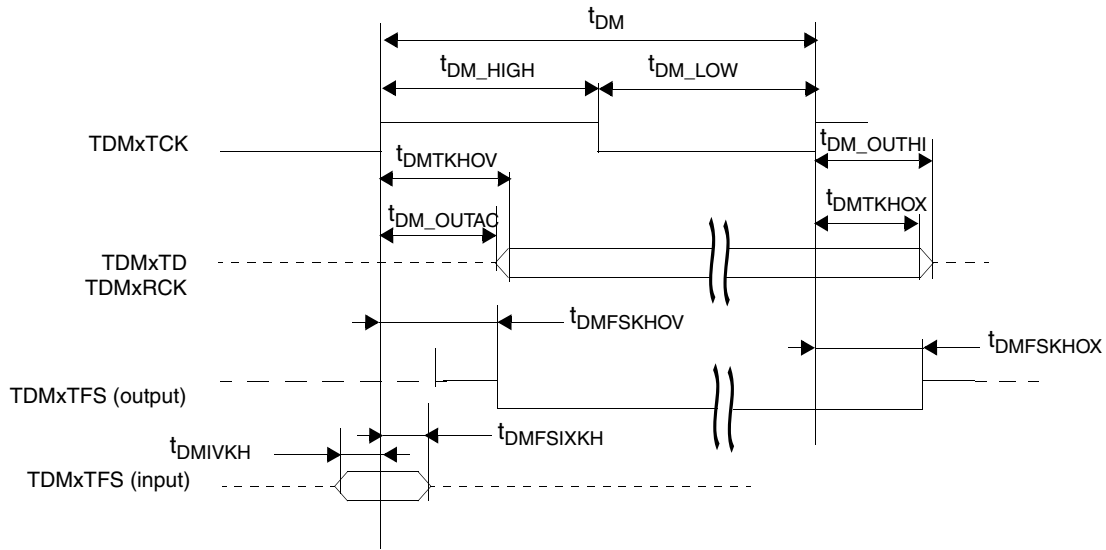 tDM
tDM_HIGH
tDM_LOW
TDMxTCK
tDM_OUTHI
tDMTKHOV
tDMTKHOX
tDM_OUTAC
TDMxTD
TDMxRCK
tDMFSKHOV
tDMFSKHOX
TDMxTFS (output)
tDMFSIXKH
tDMIVKH
TDMxTFS (input)